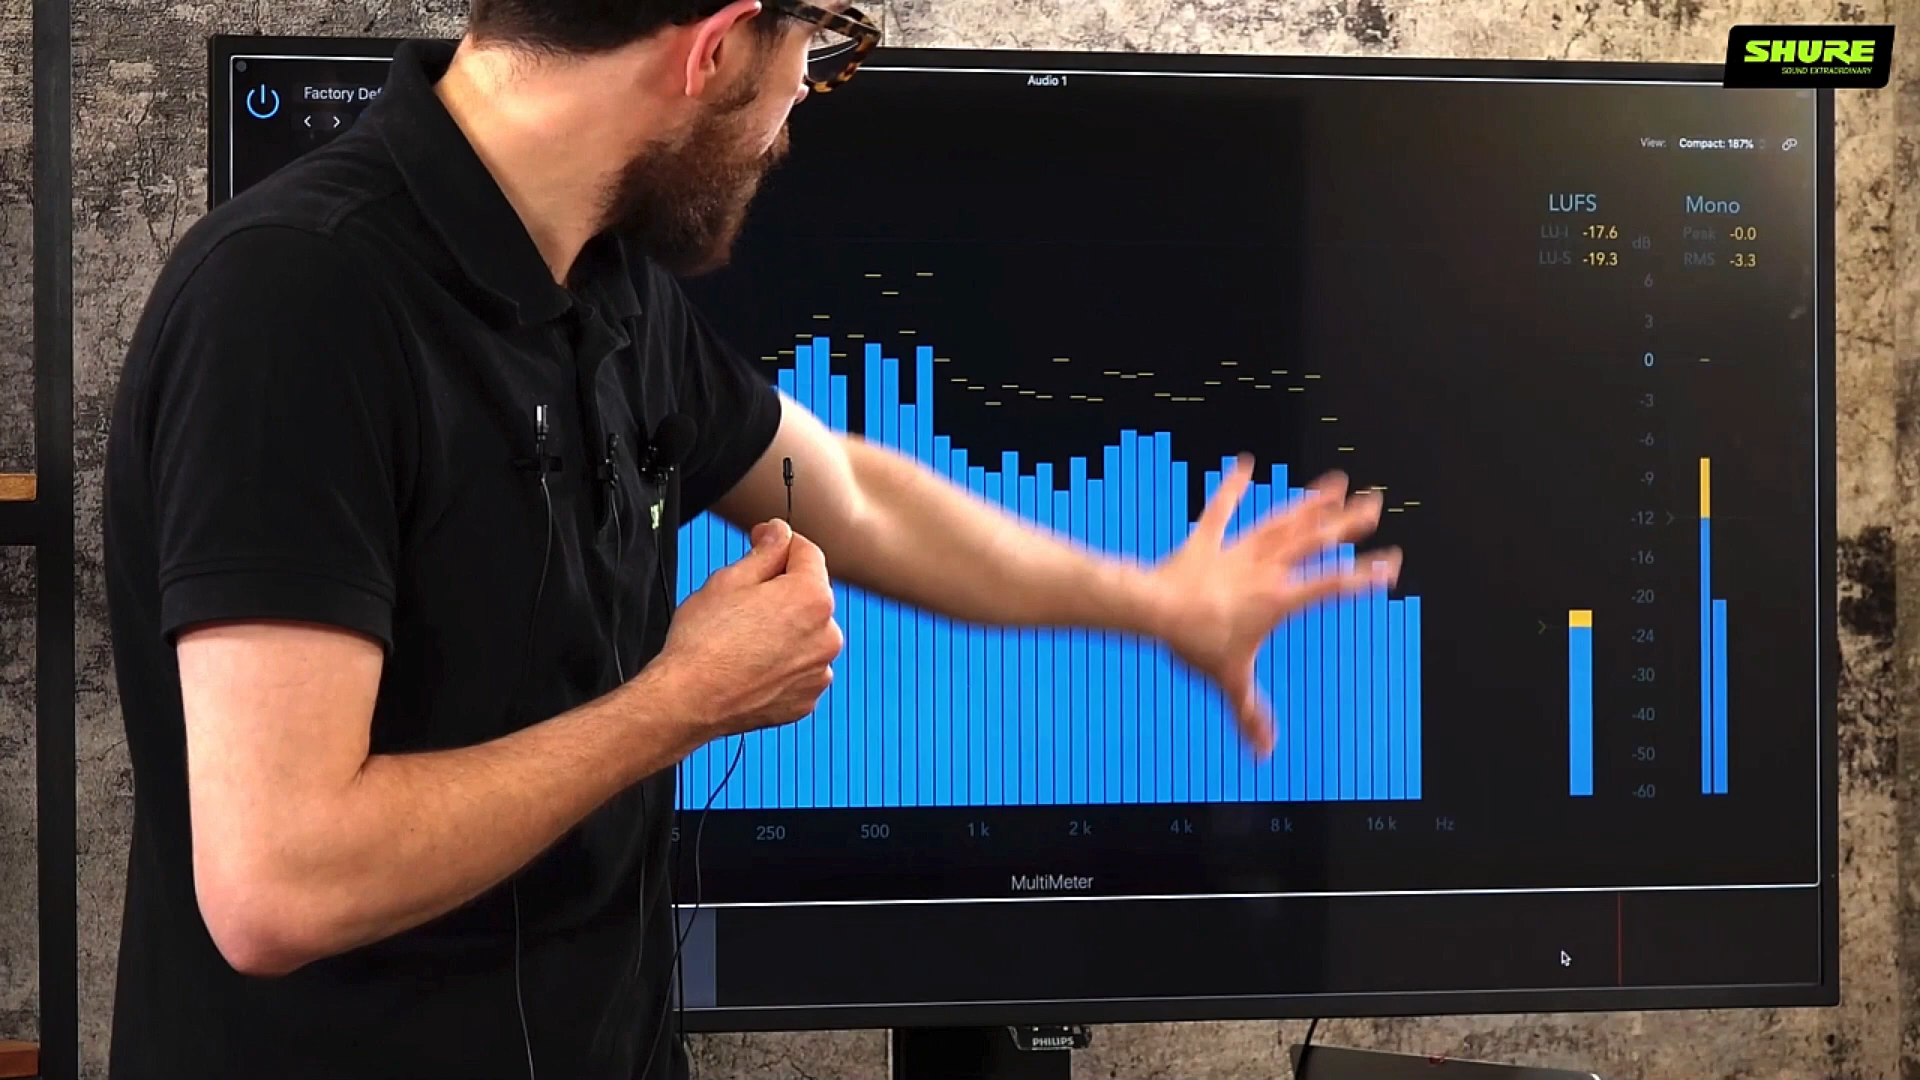 SHURE
SOUND EXTRAORDINARY
Audio 1
Factory Def
View: Compact: 187%
LUFS
Mono
LU-I -17.6
Peak -0.0
dB
LU-S -19.3
RMS -3.3
6
3
0
-3
-6
-9
-12
-16
-20
-24
-30
-40
-50
-60
5 250 500 1 k 2 k 4 k 8 k 16 k Hz
MultiMeter
PHILIPS